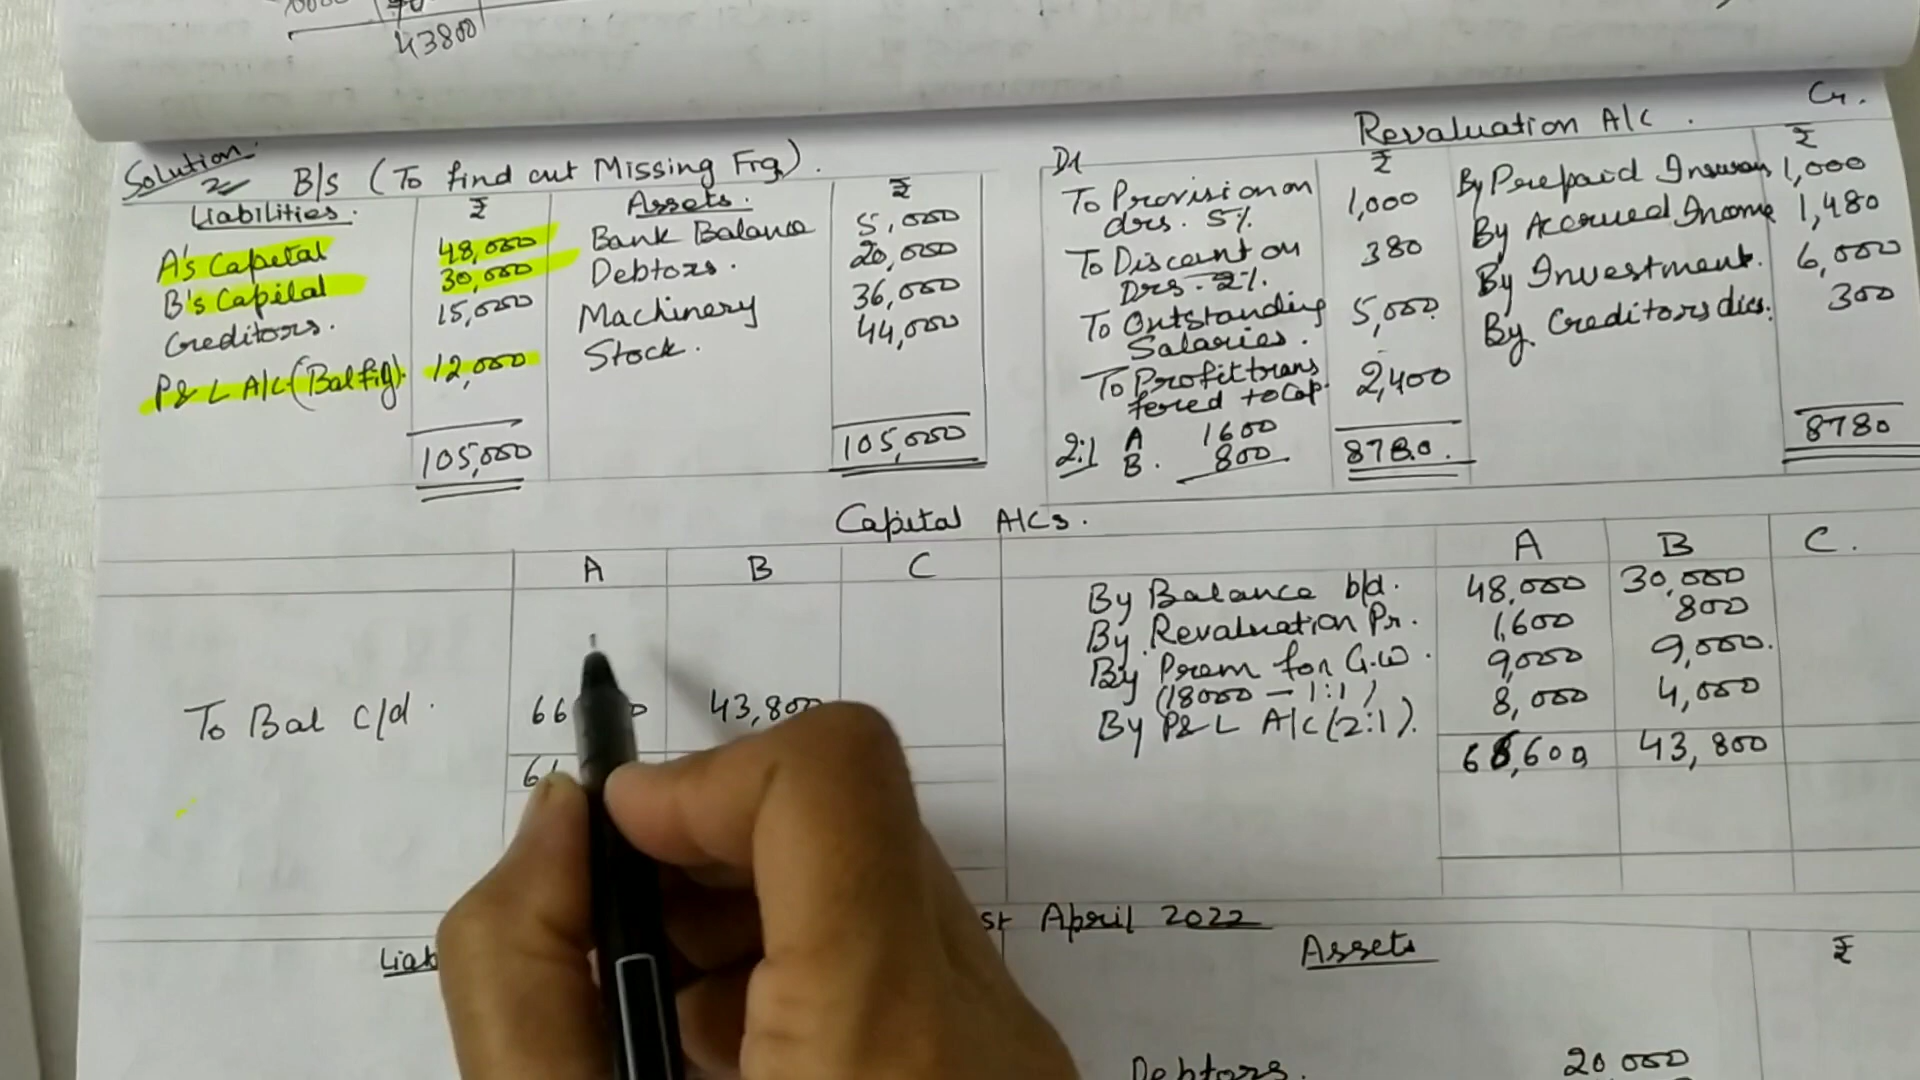 43800
Solution
B/s (To find out Missing Fig).
Liabilities. ₹ Assets. ₹
A's Capital 48,000 Bank Balance 5,000
B's Capital 30,000 Debtors. 20,000
Creditors. 15,000 Machinery 36,000
P&L A/C (Bal fig). 12,000 Stock. 44,000
105,000 105,000
Revaluation A/C.
₹ Cr. ₹
To Provision on drs. 5% 1,000 By Prepaid 1,000
To Discount on Drs. 2% 380 By Accrued Income 1,480
To Outstanding Salaries. 5,000 By Investment. 6,000
To Profit trans fered to Cap 2,400 By Creditors 300
2:1 A 1600
B. 800 8780. 8780
Capital A/Cs.
A B C A B C.
By Balance b/d. 48,000 30,000
By Revaluation Pr. 1,600 800
By Prem for G.W. 9,000 9,000.
(18000 – 1:1)
By P&L A/C (2:1). 8,000 4,000
To Bal c/d. 43,800
66,600 43,800
April 2022
Assets ₹
Debtors. 20,000